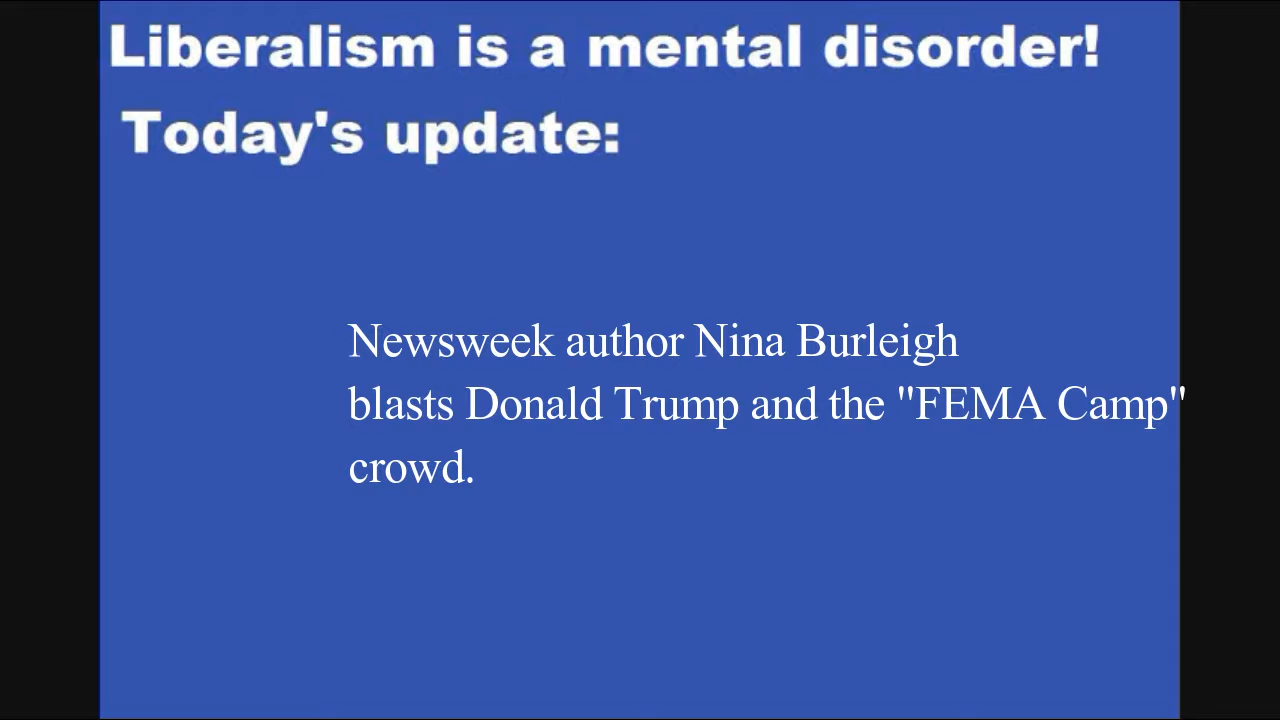 Liberalism is a mental disorder!
Today's update:
Newsweek author Nina Burleigh
blasts Donald Trump and the "FEMA Camp"
crowd.